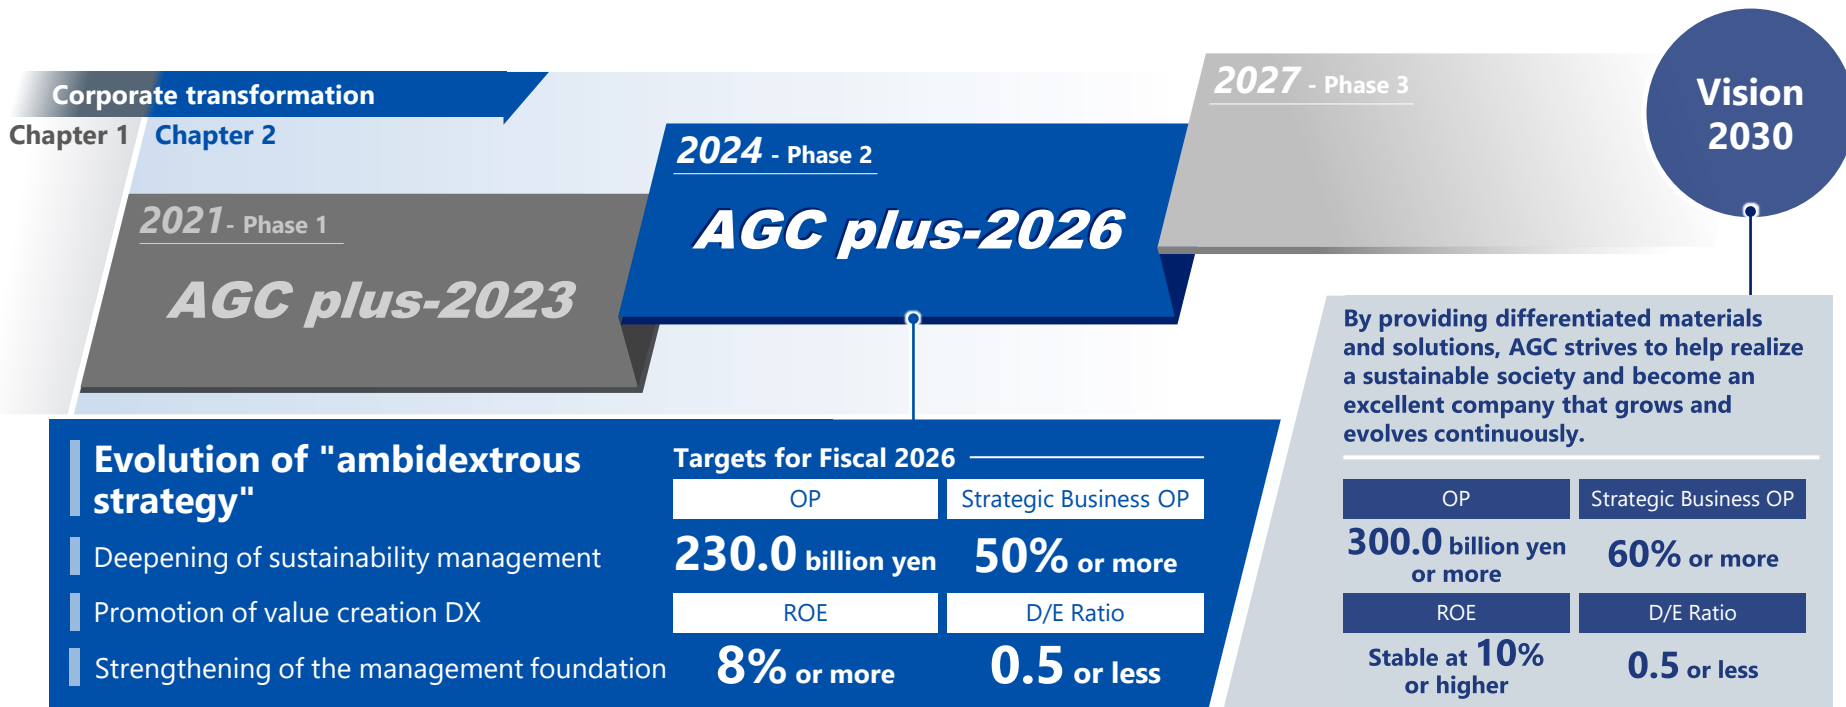 Corporate transformation
Chapter 1
Chapter 2
2021 - Phase 1
AGC plus-2023
2024 - Phase 2
AGC plus-2026
2027 - Phase 3
Vision
2030
Evolution of "ambidextrous
strategy"
Deepening of sustainability management
Promotion of value creation DX
Strengthening of the management foundation
Targets for Fiscal 2026
OP
Strategic Business OP
230.0 billion yen
50% or more
ROE
D/E Ratio
8% or more
0.5 or less
By providing differentiated materials
and solutions, AGC strives to help realize
a sustainable society and become an
excellent company that grows and
evolves continuously.
OP
Strategic Business OP
300.0 billion yen
or more
60% or more
ROE
D/E Ratio
Stable at 10%
or higher
0.5 or less